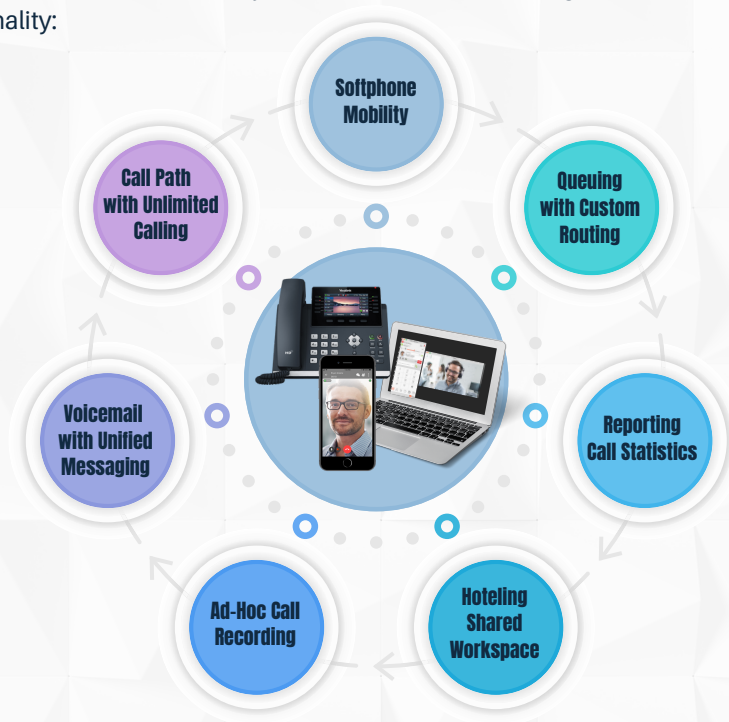 nality:
Softphone
Mobility
Queuing
with Custom
Routing
Reporting
Call Statistics
Hoteling
Shared
Workspace
Ad-Hoc Call
Recording
Voicemail
with Unified
Messaging
Call Path
with Unlimited
Calling
Yealink